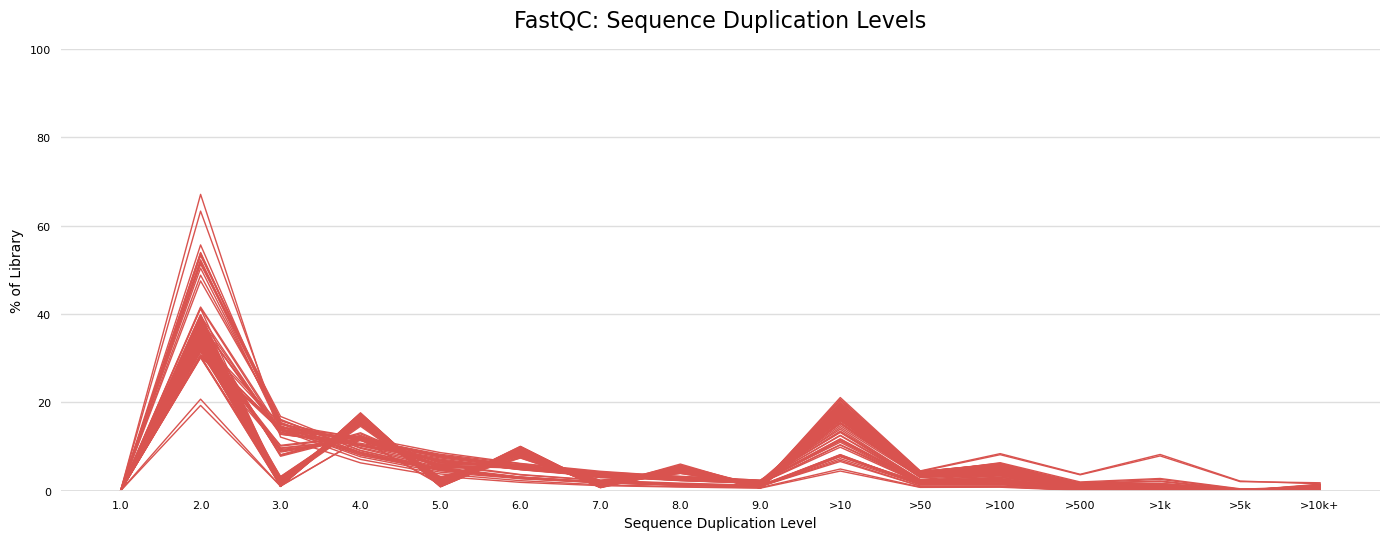 FastQC: Sequence Duplication Levels
100
80
60
40
20
0
% of Library
1.0 2.0 3.0 4.0 5.0 6.0 7.0 8.0 9.0 >10 >50 >100 >500 >1k >5k >10k+
Sequence Duplication Level